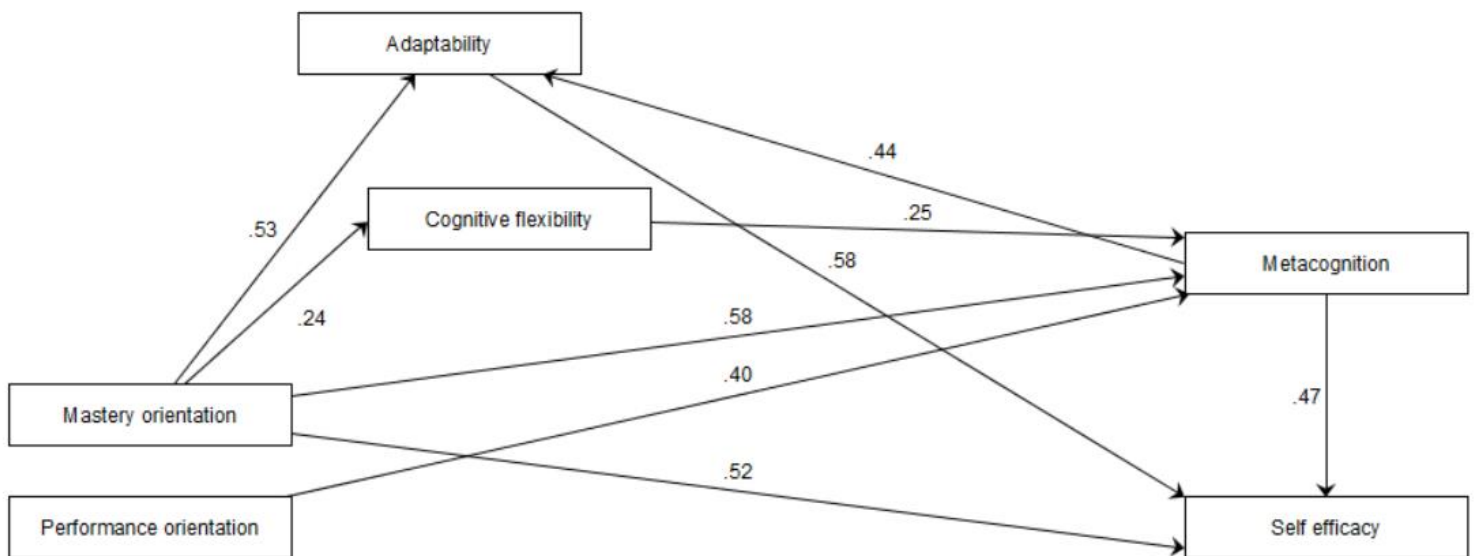 Adaptability
.44
Cognitive flexibility
.25
.53
.58
Metacognition
.24
.58
.40
Mastery orientation
.47
.52
Performance orientation
Self efficacy